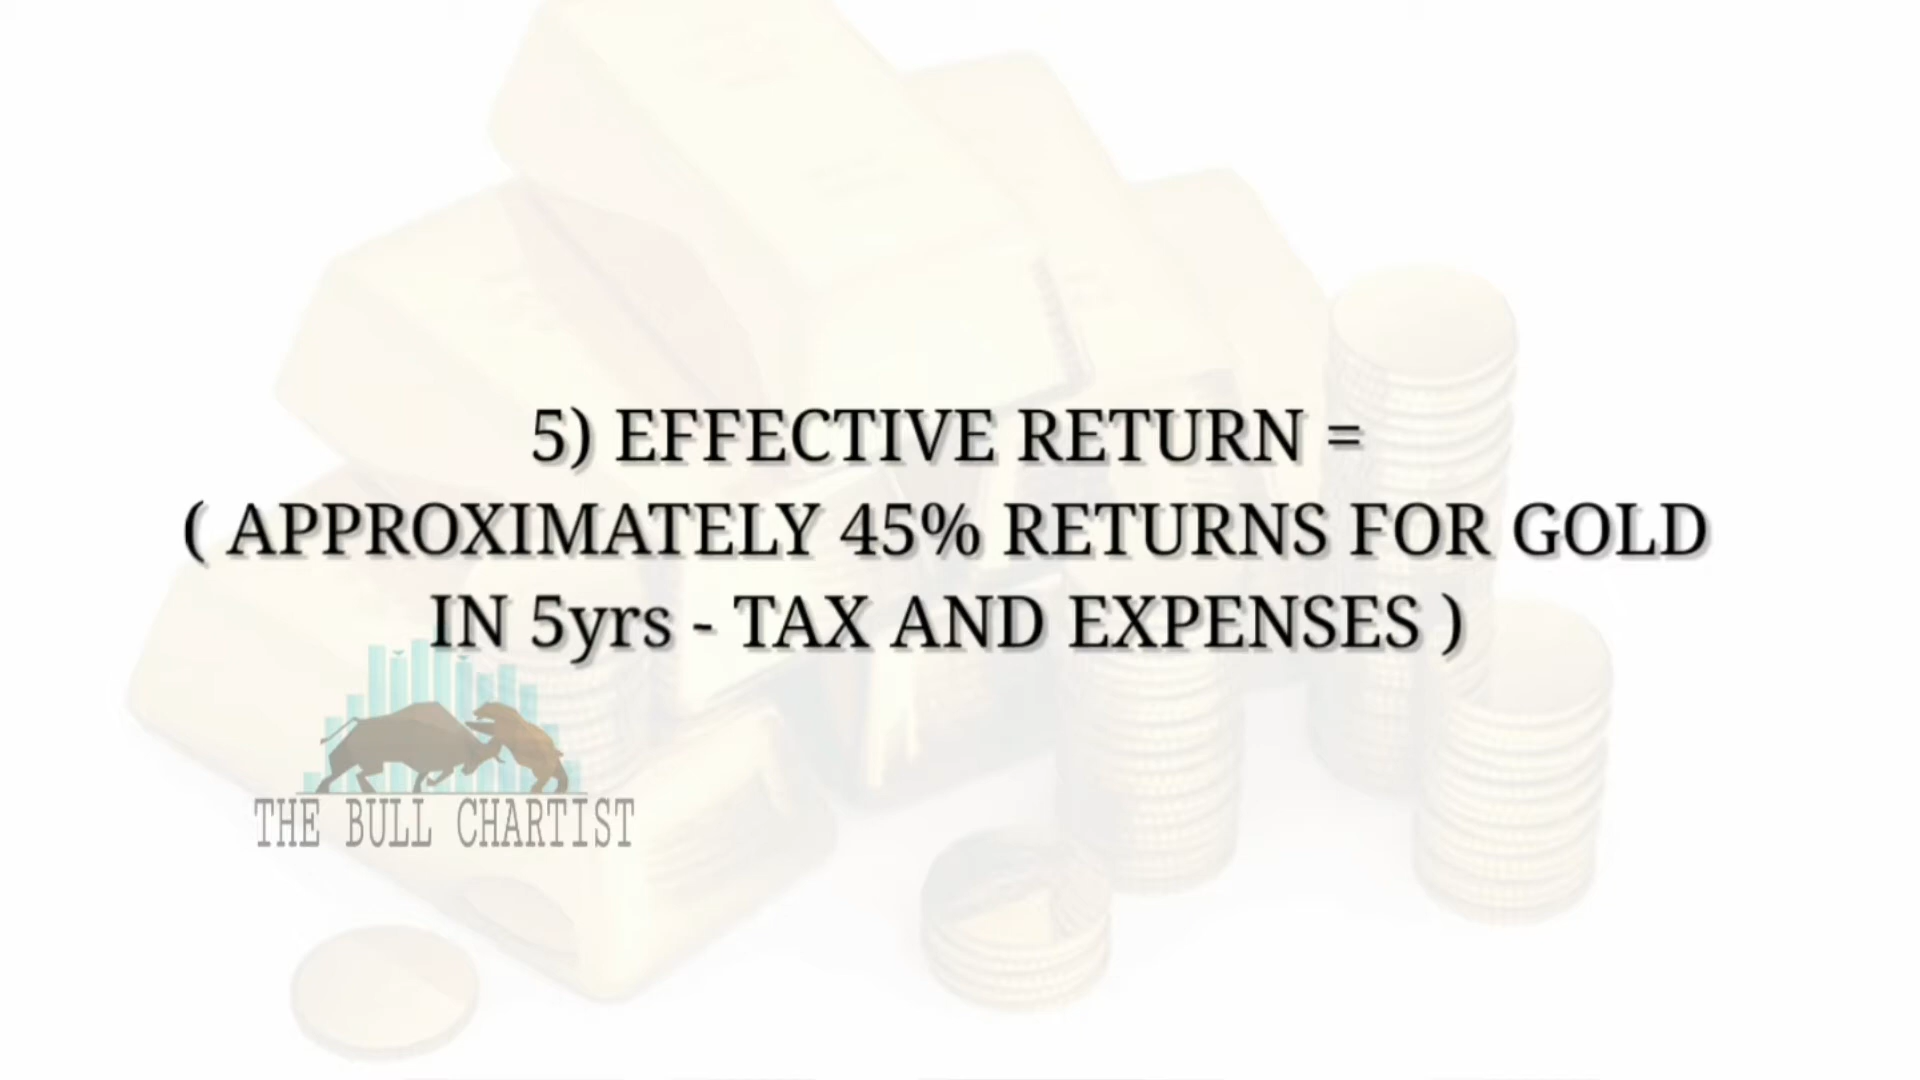 5) EFFECTIVE RETURN =
( APPROXIMATELY 45% RETURNS FOR GOLD
IN 5yrs - TAX AND EXPENSES )
THE BULL CHARTIST